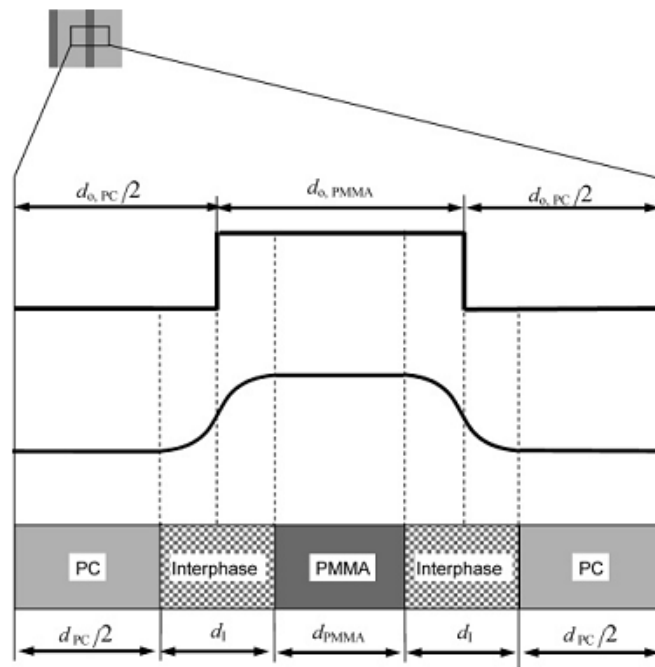 d_o, PC/2 d_o, PMMA d_o, PC/2
PC Interphase PMMA Interphase PC
d_PC/2 d_I d_PMMA d_I d_PC/2